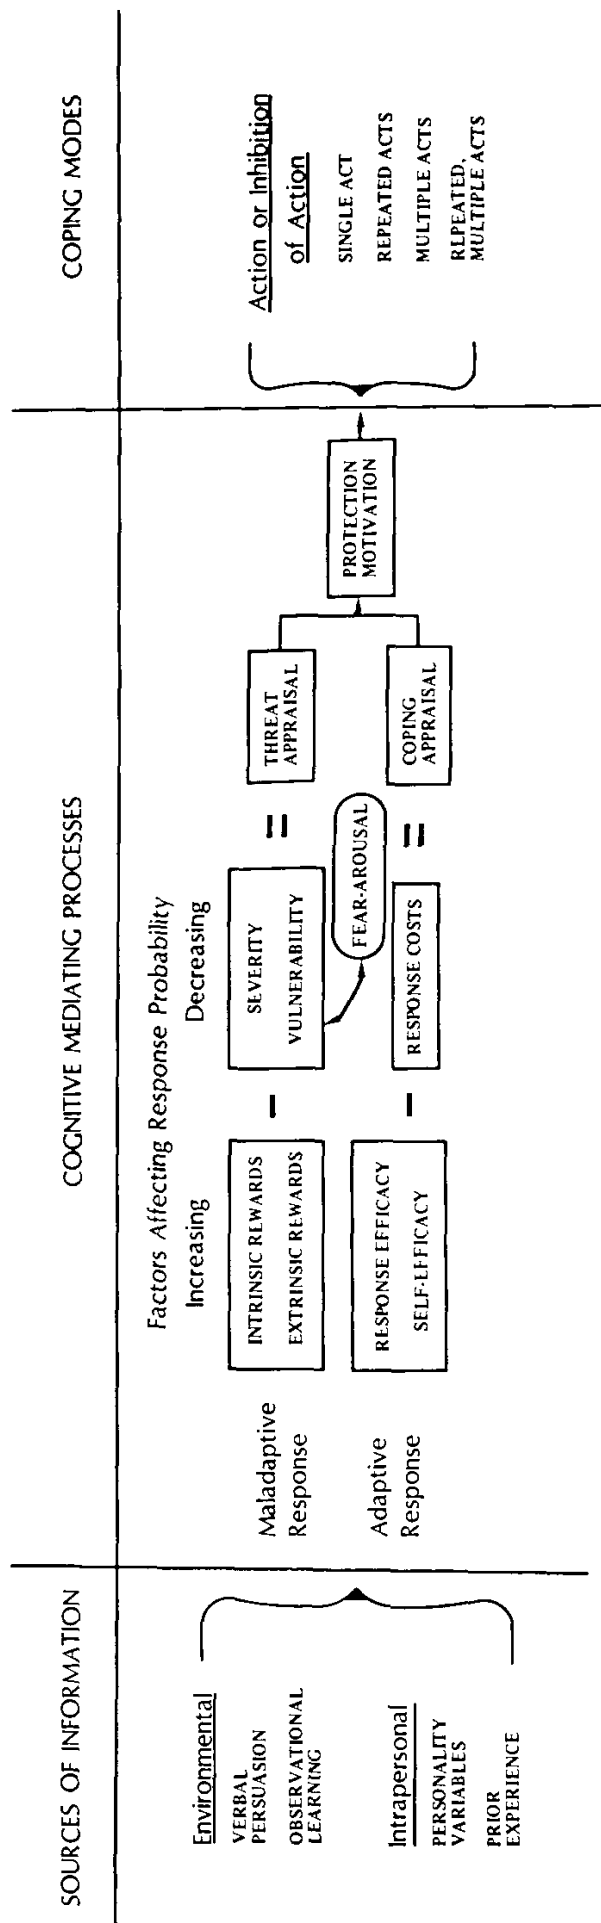 SOURCES OF INFORMATION
COGNITIVE MEDIATING PROCESSES
COPING MODES
Environmental
VERBAL
PERSUASION
OBSERVATIONAL
LEARNING
Intrapersonal
PERSONALITY
VARIABLES
PRIOR
EXPERIENCE
Factors Affecting Response Probability
Increasing
Decreasing
Maladaptive
Response
INTRINSIC REWARDS
EXTRINSIC REWARDS
−
SEVERITY
VULNERABILITY
=
THREAT
APPRAISAL
FEAR-AROUSAL
Adaptive
Response
RESPONSE EFFICACY
SELF-EFFICACY
−
RESPONSE COSTS
=
COPING
APPRAISAL
PROTECTION
MOTIVATION
Action or Inhibition
of Action
SINGLE ACT
REPEATED ACTS
MULTIPLE ACTS
REPEATED,
MULTIPLE ACTS